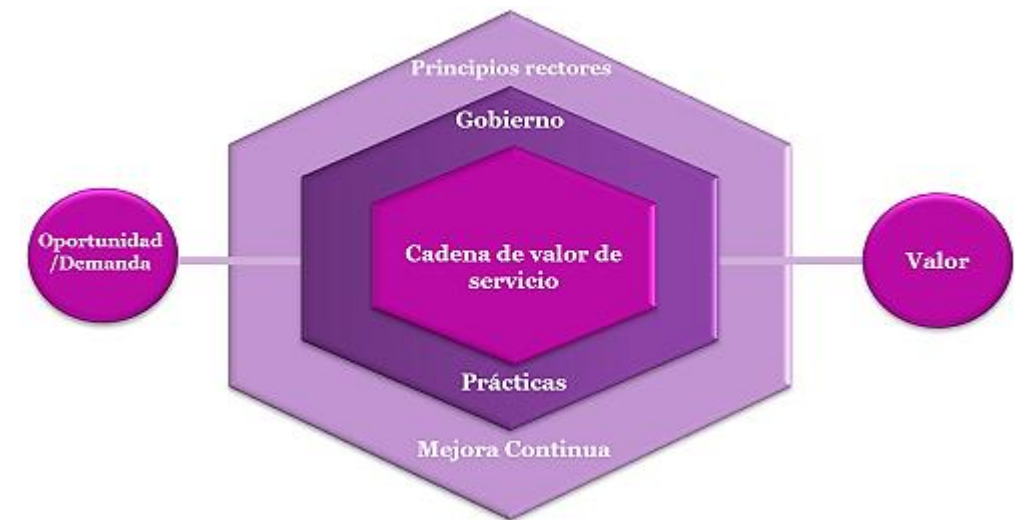 Principios rectores
Gobierno
Oportunidad
/Demanda
Cadena de valor de
servicio
Valor
Prácticas
Mejora Continua